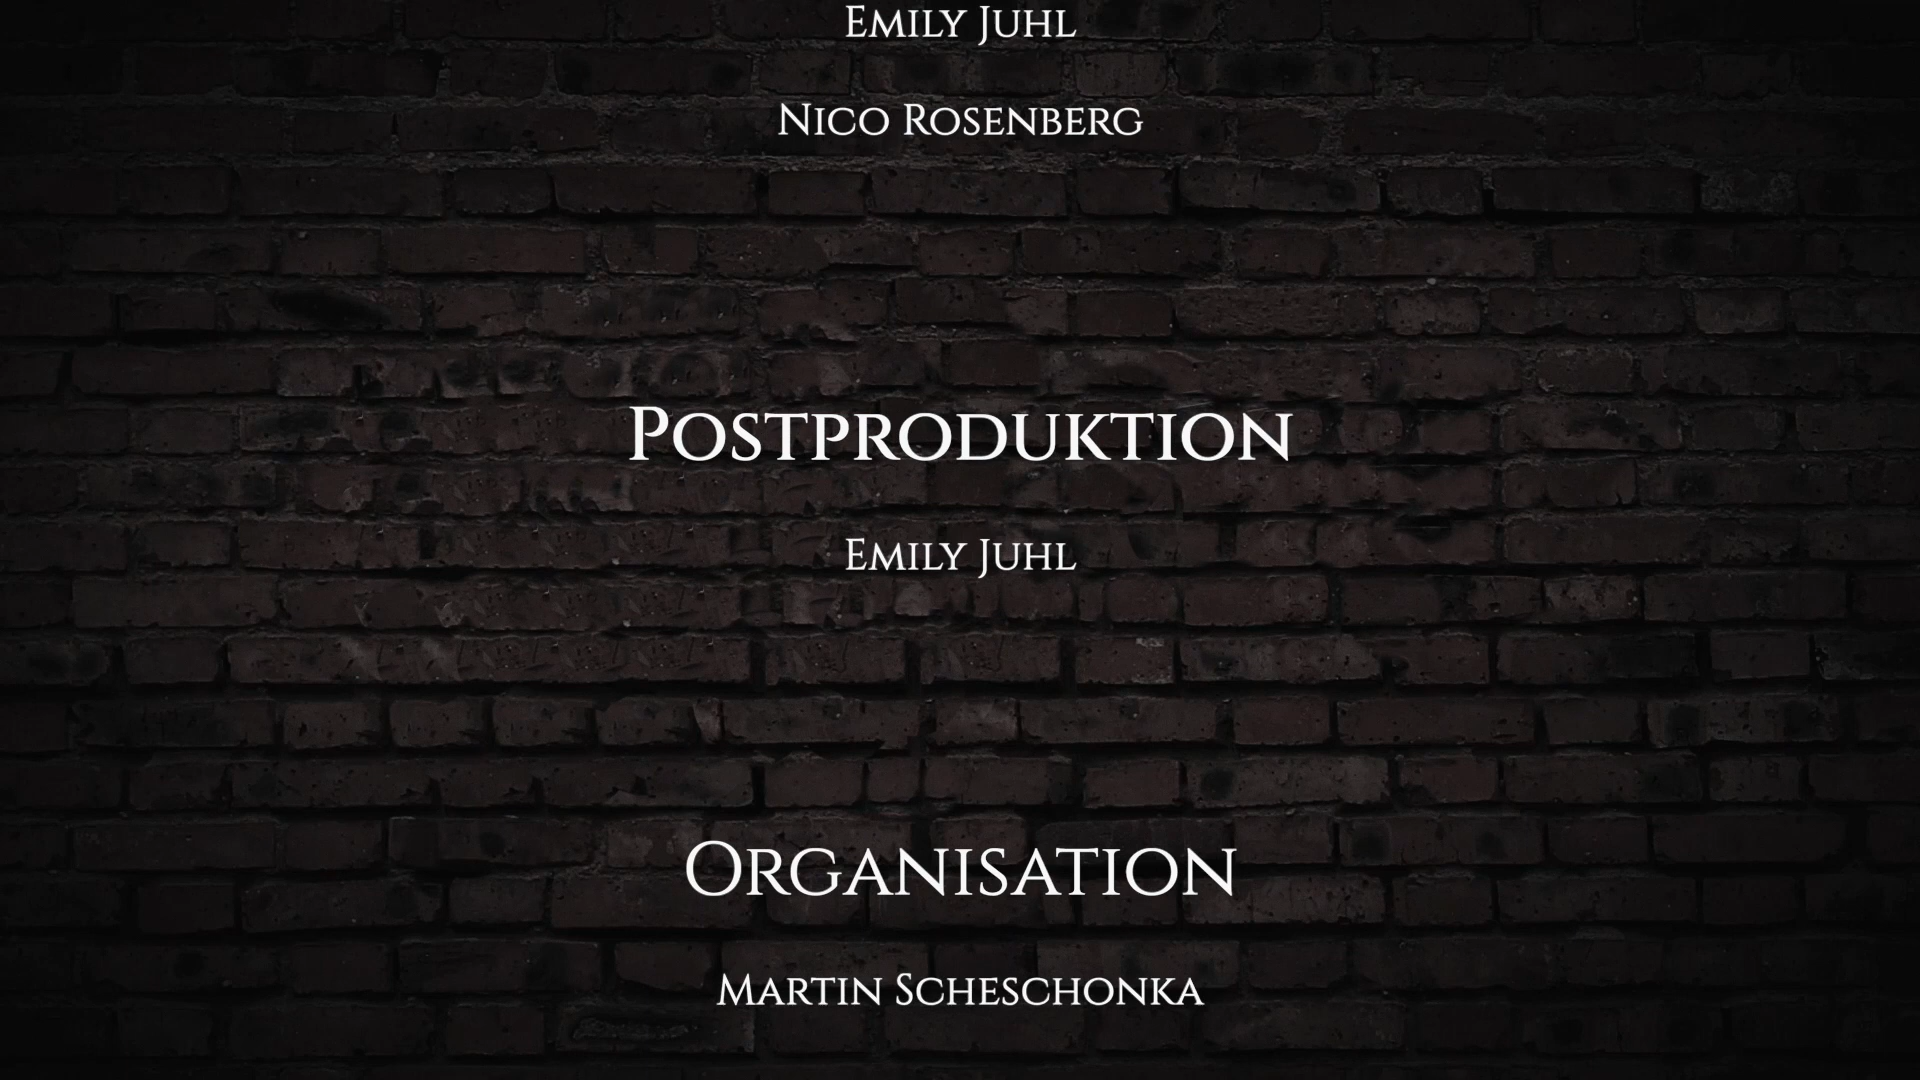 Emily Juhl
Nico Rosenberg
Postproduktion
Emily Juhl
Organisation
Martin Scheschonka